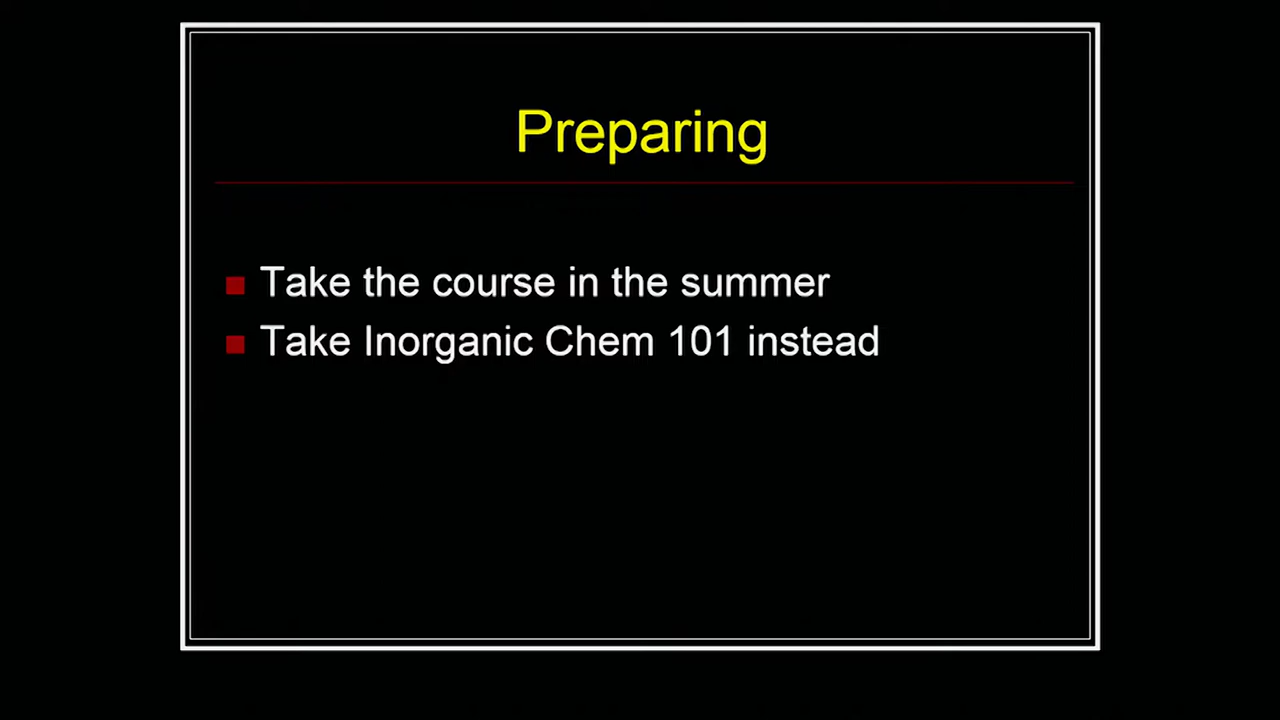 Preparing
Take the course in the summer
Take Inorganic Chem 101 instead